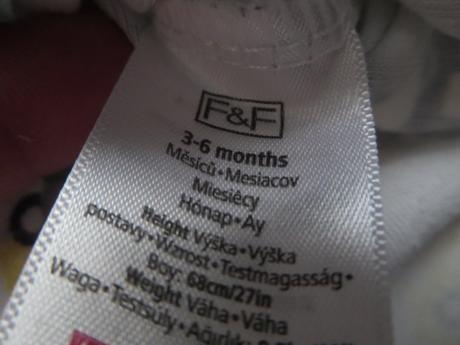 F&F
3-6 months
Měsíců • Mesiacov
Miesięcy
Hónap • Ay
Height Výška • Výška
postavy • Wzrost • Testmagasság •
Boy: 68cm/27in
Weight Váha • Váha
Waga • Testsúly • Ağırlık: